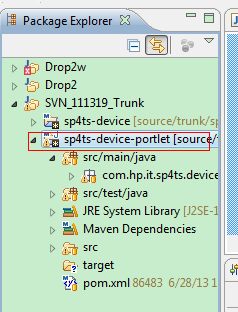 Package Explorer
Drop2w
Drop2
SVN_111319_Trunk
sp4ts-device [source/trunk/sp
sp4ts-device-portlet [source/
src/main/java
com.hp.it.sp4ts.device
src/test/java
JRE System Library [J2SE-1
Maven Dependencies
src
target
pom.xml 86483 6/28/13 1